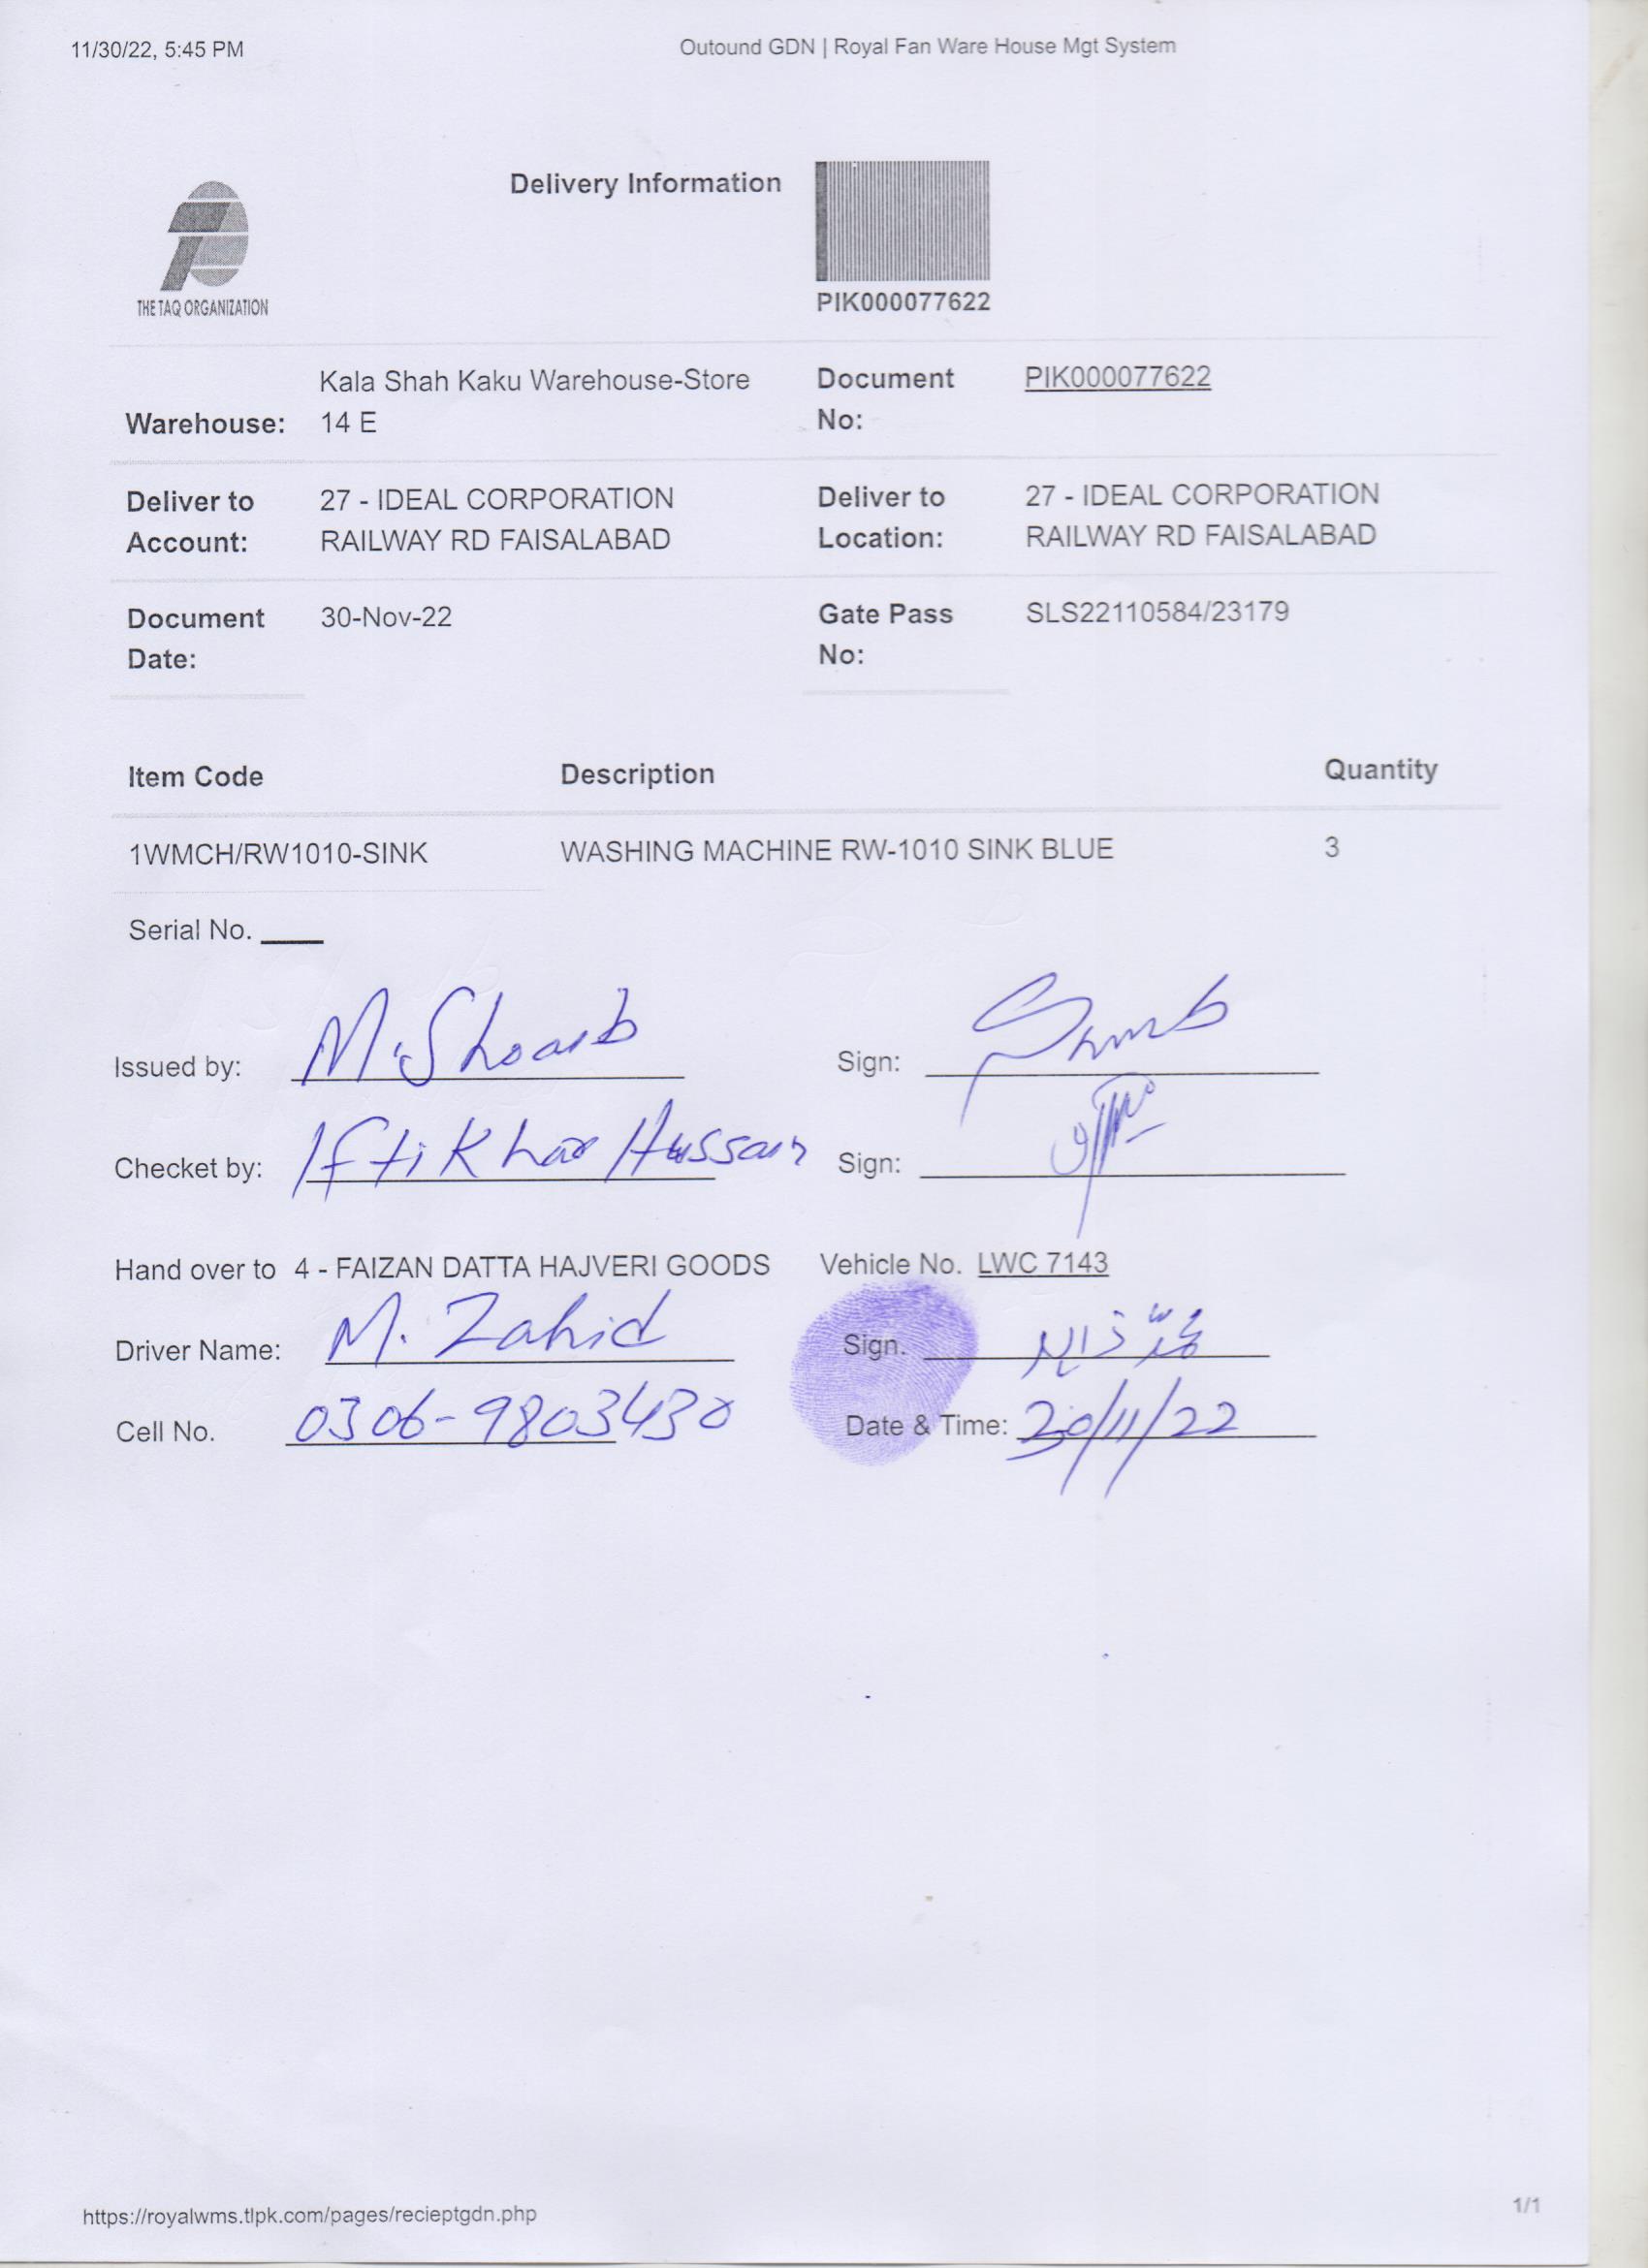 11/30/22, 5:45 PM Outound GDN | Royal Fan Ware House Mgt System
Delivery Information
THE TAQ ORGANIZATION
PIK000077622
Warehouse: Kala Shah Kaku Warehouse-Store 14 E Document No: PIK000077622
Deliver to Account: 27 - IDEAL CORPORATION RAILWAY RD FAISALABAD Deliver to Location: 27 - IDEAL CORPORATION RAILWAY RD FAISALABAD
Document Date: 30-Nov-22 Gate Pass No: SLS22110584/23179
Item Code Description Quantity
1WMCH/RW1010-SINK WASHING MACHINE RW-1010 SINK BLUE 3
Serial No.
Issued by: M. Shoaib Sign:
Checket by: Iftikhar Hussain Sign:
Hand over to 4 - FAIZAN DATTA HAJVERI GOODS Vehicle No. LWC 7143
Driver Name: M. Zahid Sign. محمد زاہد
Cell No. 0306-9803430 Date & Time: 30/11/22
https://royalwms.tlpk.com/pages/recieptgdn.php 1/1